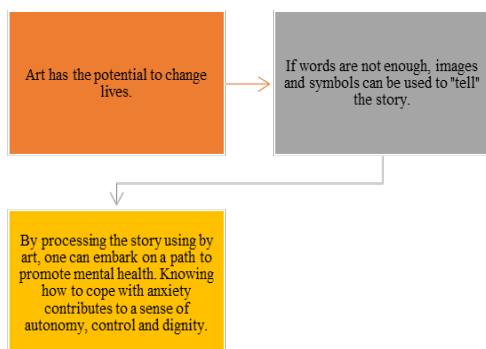 Art has the potential to change
lives.
If words are not enough, images
and symbols can be used to "tell"
the story.
By processing the story using by
art, one can embark on a path to
promote mental health. Knowing
how to cope with anxiety
contributes to a sense of
autonomy, control and dignity.